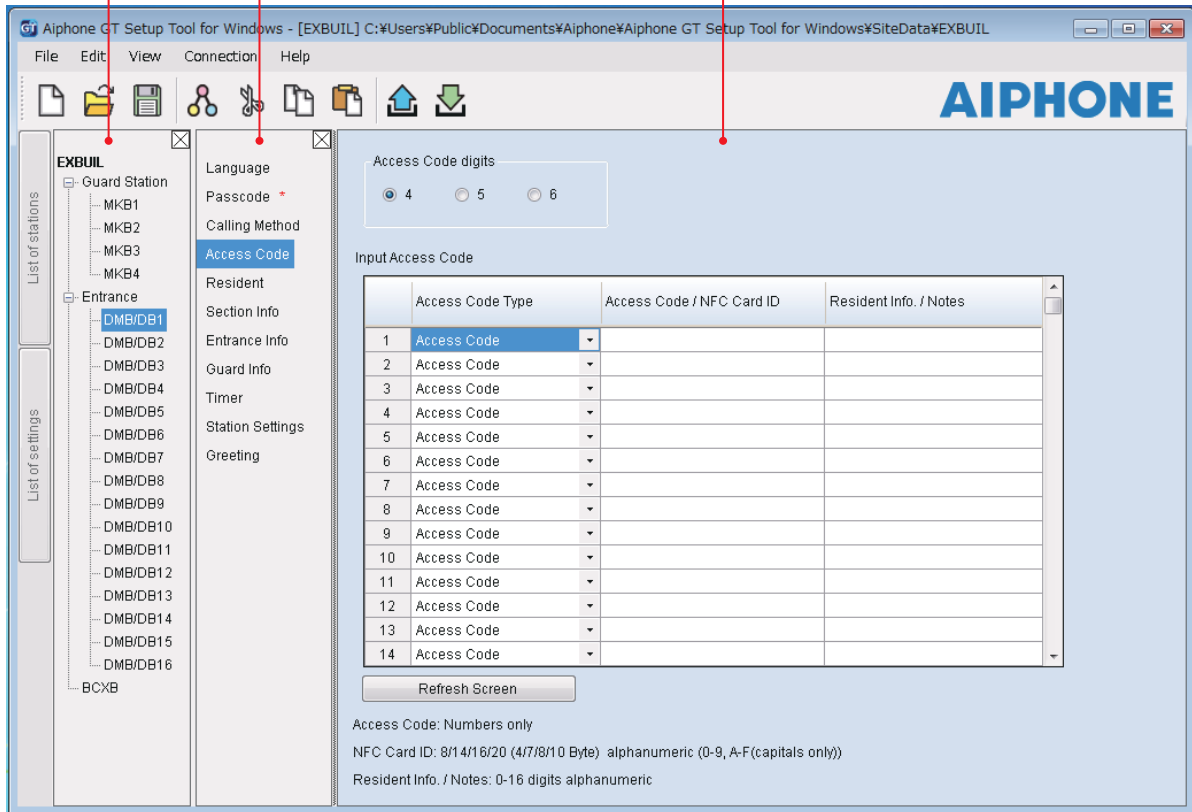 Aiphone GT Setup Tool for Windows - [EXBUIL] C:¥Users¥Public¥Documents¥Aiphone¥Aiphone GT Setup Tool for Windows¥SiteData¥EXBUIL
File Edit View Connection Help
AIPHONE
List of stations
List of settings
EXBUIL
Guard Station
MKB1
MKB2
MKB3
MKB4
Entrance
DMB/DB1
DMB/DB2
DMB/DB3
DMB/DB4
DMB/DB5
DMB/DB6
DMB/DB7
DMB/DB8
DMB/DB9
DMB/DB10
DMB/DB11
DMB/DB12
DMB/DB13
DMB/DB14
DMB/DB15
DMB/DB16
BCXB
Language
Passcode *
Calling Method
Access Code
Resident
Section Info
Entrance Info
Guard Info
Timer
Station Settings
Greeting
Access Code digits
4 5 6
Input Access Code
Access Code Type Access Code / NFC Card ID Resident Info. / Notes
1 Access Code
2 Access Code
3 Access Code
4 Access Code
5 Access Code
6 Access Code
7 Access Code
8 Access Code
9 Access Code
10 Access Code
11 Access Code
12 Access Code
13 Access Code
14 Access Code
Refresh Screen
Access Code: Numbers only
NFC Card ID: 8/14/16/20 (4/7/8/10 Byte) alphanumeric (0-9, A-F(capitals only))
Resident Info. / Notes: 0-16 digits alphanumeric